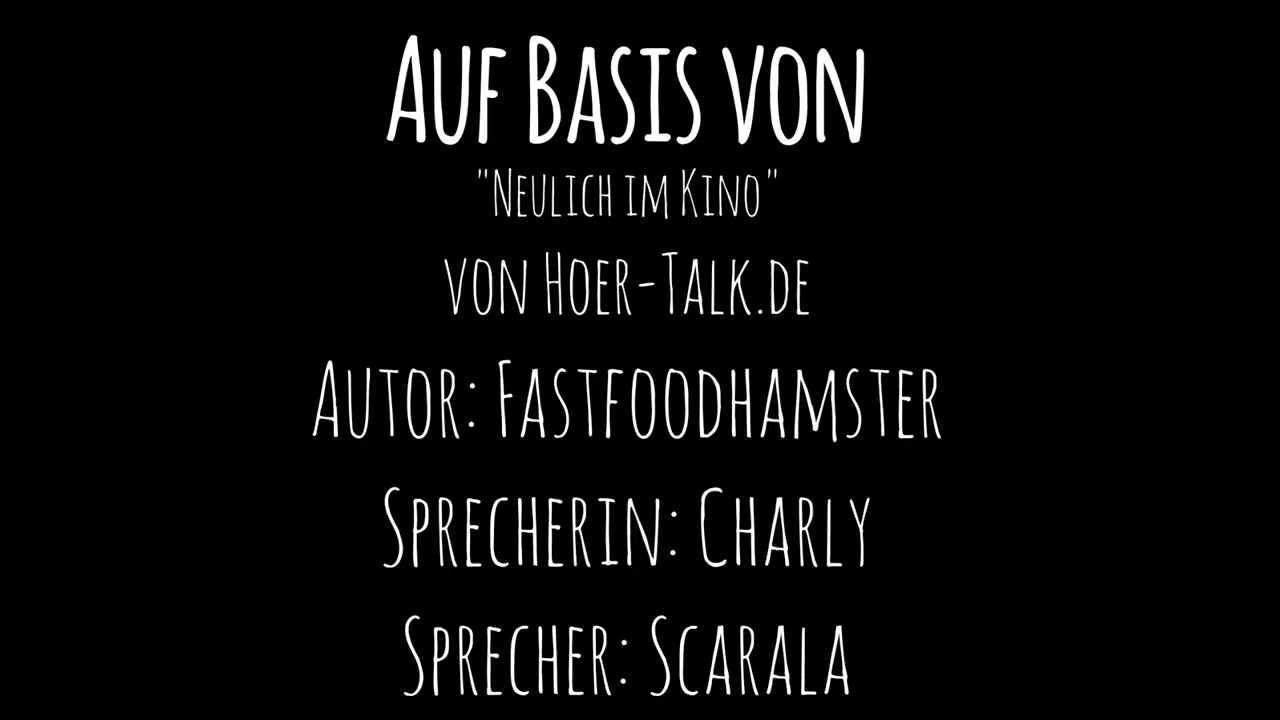 Auf Basis von
"Neulich im Kino"
von Hoer-Talk.de
Autor: Fastfoodhamster
Sprecherin: Charly
Sprecher: Scarala